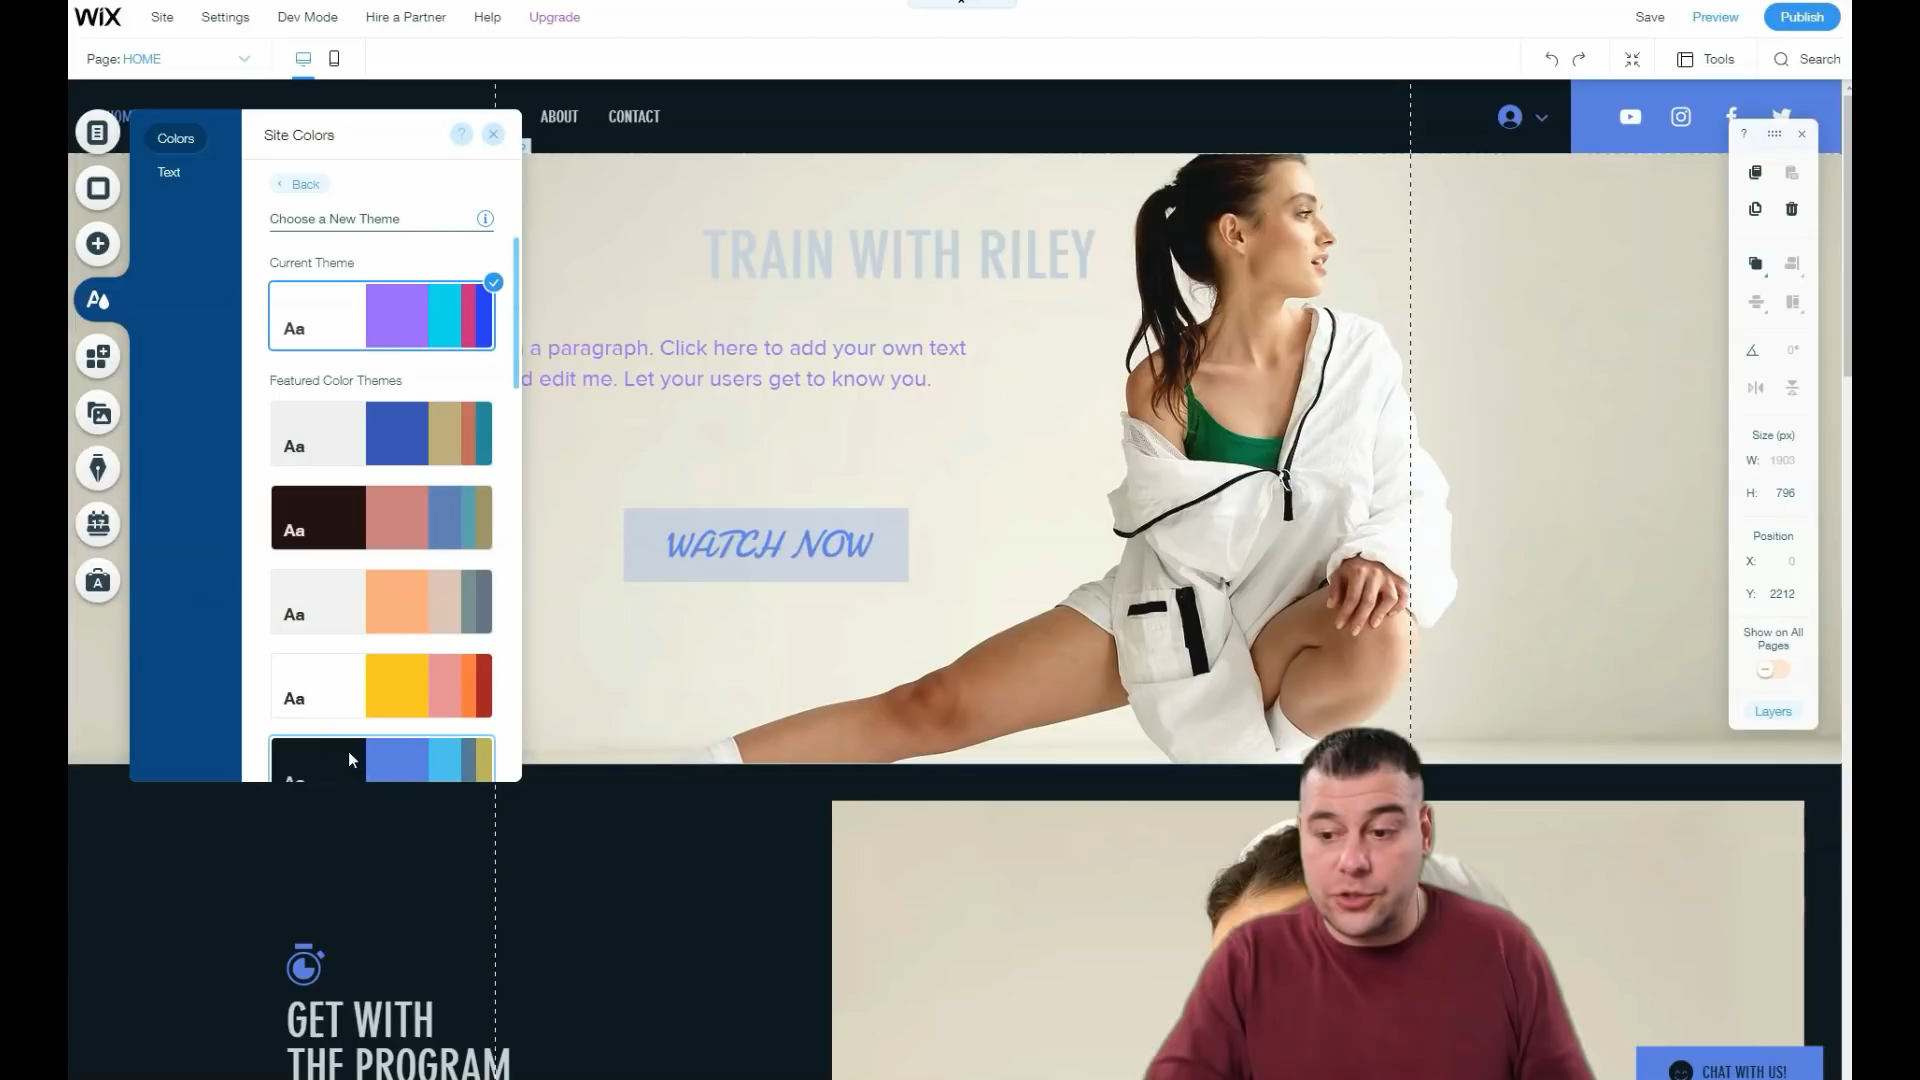 WiX
Site
Settings
Dev Mode
Hire a Partner
Help
Upgrade
Save
Preview
Publish
Page: HOME
Tools
Search
ABOUT
CONTACT
Colors
Text
Site Colors
?
Back
Choose a New Theme
Current Theme
Aa
Featured Color Themes
Aa
Aa
Aa
Aa
TRAIN WITH RILEY
a paragraph. Click here to add your own text
edit me. Let your users get to know you.
WATCH NOW
17
A
?
0°
Size (px)
W: 1903
H: 796
Position
X: 0
Y: 2212
Show on All
Pages
Layers
GET WITH
THE PROGRAM
CHAT WITH US!